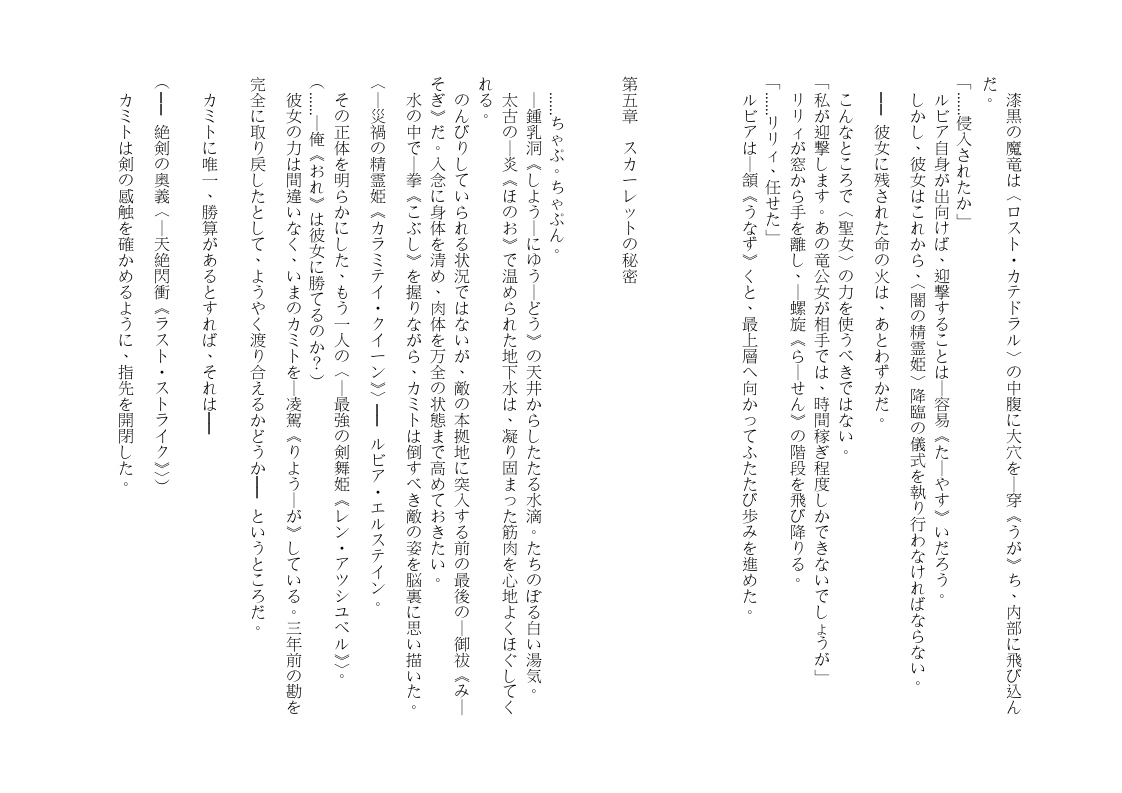 漆黒の魔竜は〈ロスト・カテドラル〉の中腹に大穴を―穿《うが》ち、内部に飛び込ん
だ。
「……侵入されたか」
　ルビア自身が出向けば、迎撃することは―容易《た―やす》いだろう。
　しかし、彼女はこれから、〈闇の精霊姫〉降臨の儀式を執り行わなければならない。
　━━ 彼女に残された命の火は、あとわずかだ。
　こんなところで〈聖女〉の力を使うべきではない。
「私が迎撃します。あの竜公女が相手では、時間稼ぎ程度しかできないでしょうが」
　リリィが窓から手を離し、―螺旋《ら―せん》の階段を飛び降りる。
「……リリィ、任せた」
　ルビアは―頷《うなず》くと、最上層へ向かってふたたび歩みを進めた。
第五章　スカーレットの秘密
　……ちゃぷ。ちゃぷん。
　―鍾乳洞《しよう―にゆう―どう》の天井からしたたる水滴。たちのぼる白い湯気。
　太古の―炎《ほのお》で温められた地下水は、凝り固まった筋肉を心地よくほぐしてく
れる。
　のんびりしていられる状況ではないが、敵の本拠地に突入する前の最後の―御祓《み―
そぎ》だ。入念に身体を清め、肉体を万全の状態まで高めておきたい。
　水の中で―拳《こぶし》を握りながら、カミトは倒すべき敵の姿を脳裏に思い描いた。
〈―災禍の精霊姫《カラミテイ・クイーン》〉━━ ルビア・エルステイン。
　その正体を明らかにした、もう一人の〈―最強の剣舞姫《レン・アツシユベル》〉。
（……―俺《おれ》は彼女に勝てるのか？）
　彼女の力は間違いなく、いまのカミトを―凌駕《りよう―が》している。三年前の勘を
完全に取り戻したとして、ようやく渡り合えるかどうか━━ というところだ。
　カミトに唯一、勝算があるとすれば、それは━━
（━━ 絶剣の奥義〈―天絶閃衝《ラスト・ストライク》〉）
　カミトは剣の感触を確かめるように、指先を開閉した。